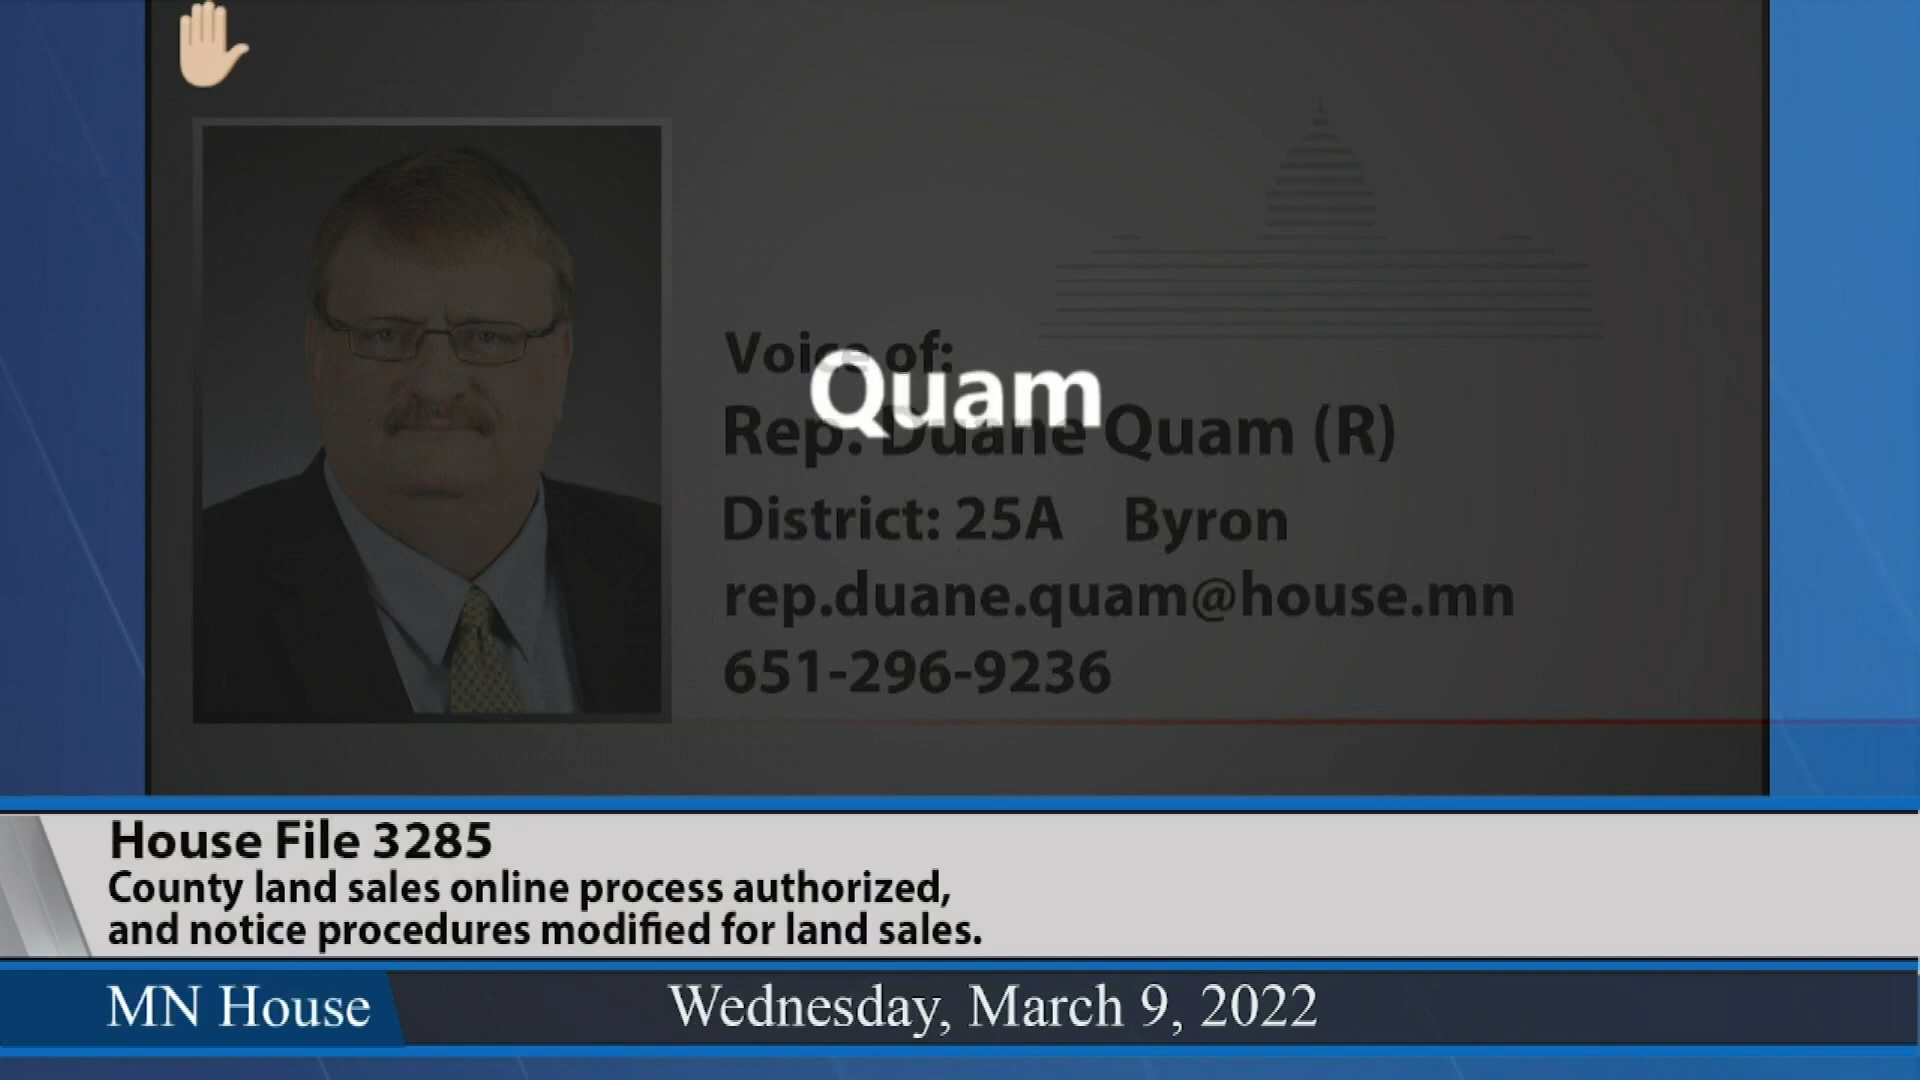 Voice of:
Quam
Rep. Duane Quam (R)
District: 25A Byron
rep.duane.quam@house.mn
651-296-9236
House File 3285
County land sales online process authorized,
and notice procedures modified for land sales.
MN House
Wednesday, March 9, 2022